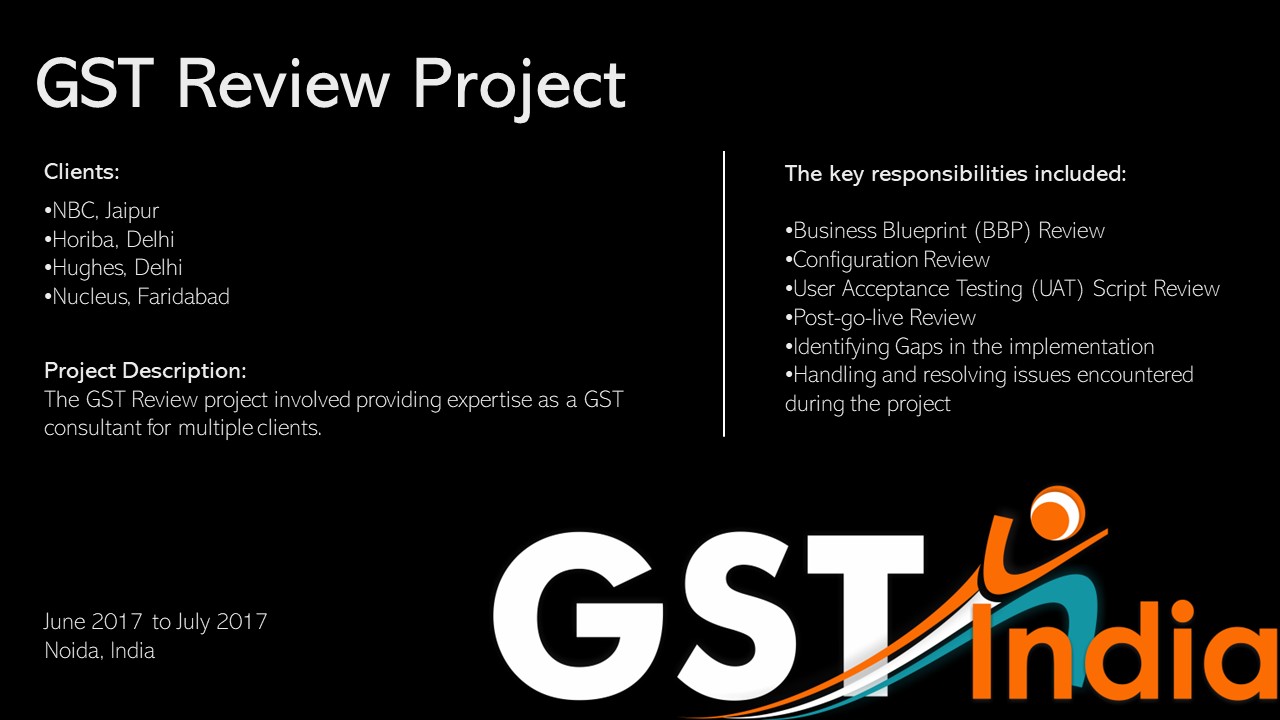 GST Review Project
Clients:
•NBC, Jaipur
•Horiba, Delhi
•Hughes, Delhi
•Nucleus, Faridabad
Project Description:
The GST Review project involved providing expertise as a GST
consultant for multiple clients.
June 2017 to July 2017
Noida, India
The key responsibilities included:
•Business Blueprint (BBP) Review
•Configuration Review
•User Acceptance Testing (UAT) Script Review
•Post-go-live Review
•Identifying Gaps in the implementation
•Handling and resolving issues encountered
during the project
GST India